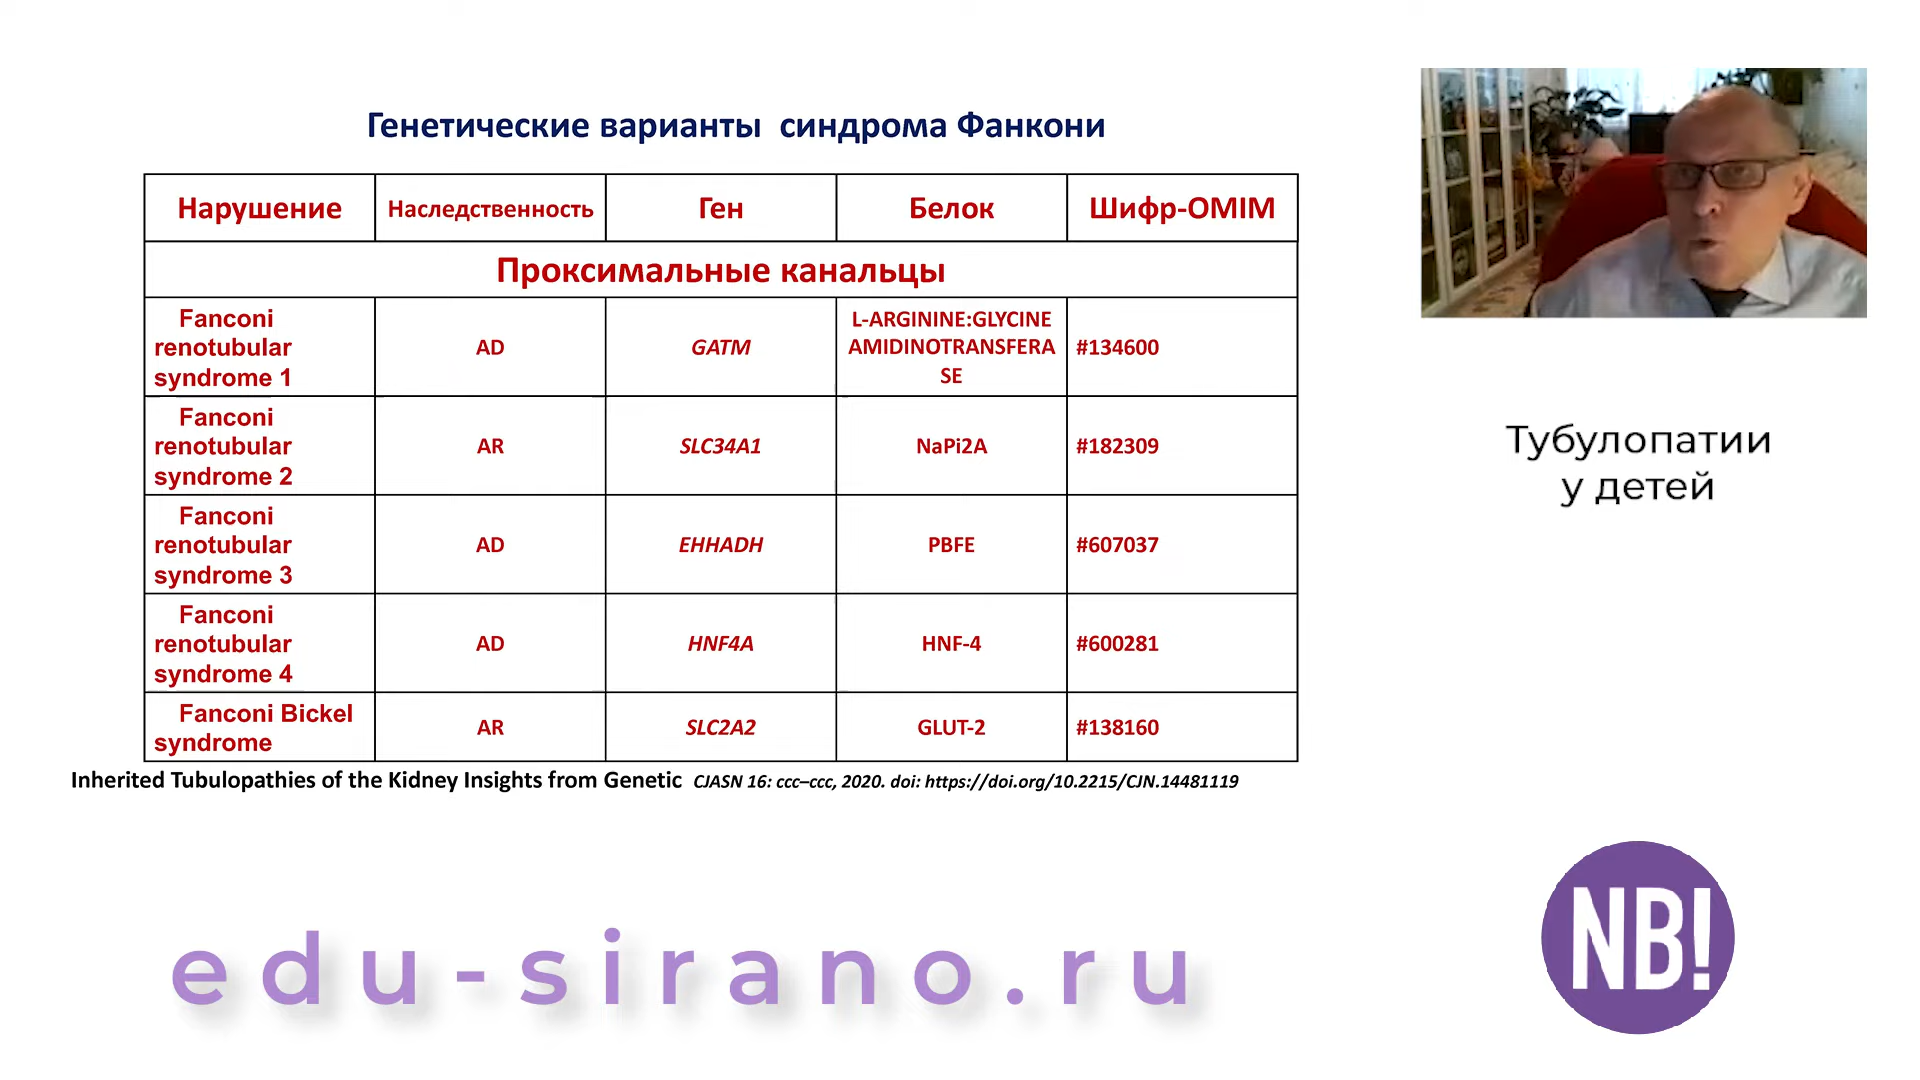 Генетические варианты синдрома Фанкони
Нарушение Наследственность Ген Белок Шифр-OMIM
Проксимальные канальцы
Fanconi
renotubular
syndrome 1
AD
GATM
L-ARGININE:GLYCINE
AMIDINOTRANSFERA
SE
#134600
Fanconi
renotubular
syndrome 2
AR
SLC34A1
NaPi2A
#182309
Fanconi
renotubular
syndrome 3
AD
EHHADH
PBFE
#607037
Fanconi
renotubular
syndrome 4
AD
HNF4A
HNF-4
#600281
Fanconi Bickel
syndrome
AR
SLC2A2
GLUT-2
#138160
Inherited Tubulopathies of the Kidney Insights from Genetic CJASN 16: ccc–ccc, 2020. doi: https://doi.org/10.2215/CJN.14481119
Тубулопатии
у детей
edu-sirano.ru
NB!